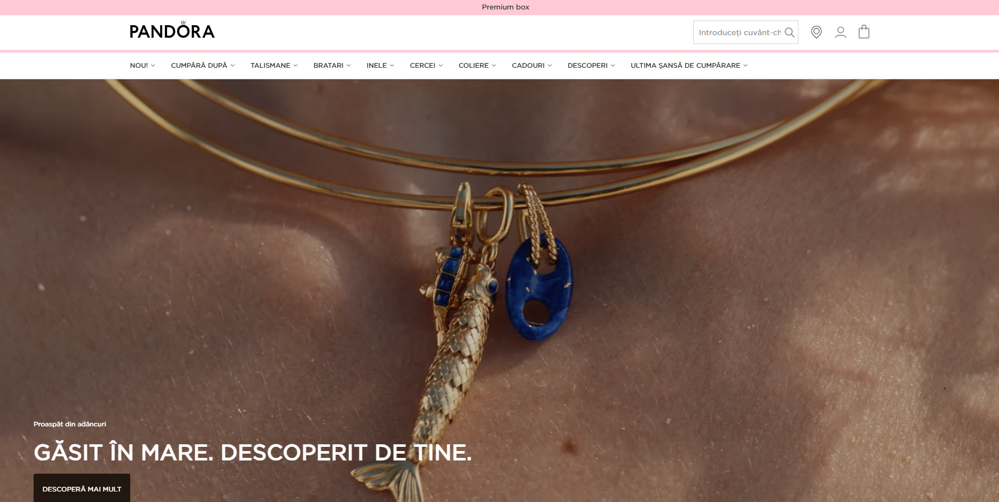 Premium box
PANDORA
Introduceți cuvânt-ch
NOU! CUMPĂRĂ DUPĂ TALISMANE BRATARI INELE CERCEI COLIERE CADOURI DESCOPERI ULTIMA ȘANSĂ DE CUMPĂRARE
Proaspăt din adâncuri
GĂSIT ÎN MARE. DESCOPERIT DE TINE.
DESCOPERĂ MAI MULT